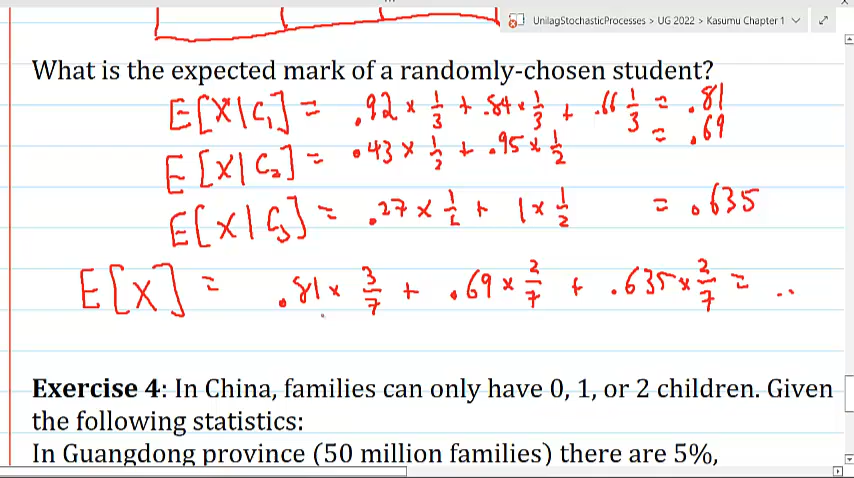 UnilagStochasticProcesses > UG 2022 > Kasumu Chapter 1
What is the expected mark of a randomly-chosen student?
E[X|C₁] = .92 × 1/3 + .84 × 1/3 + .66 1/3 = .81
E[X|C₂] = .43 × 1/2 + .95 × 1/2 = .69
E[X|C₃] = .27 × 1/2 + 1 × 1/2 = .635
E[X] = .81 × 3/7 + .69 × 2/7 + .635 × 2/7 = ..
Exercise 4: In China, families can only have 0, 1, or 2 children. Given
the following statistics:
In Guangdong province (50 million families) there are 5%,